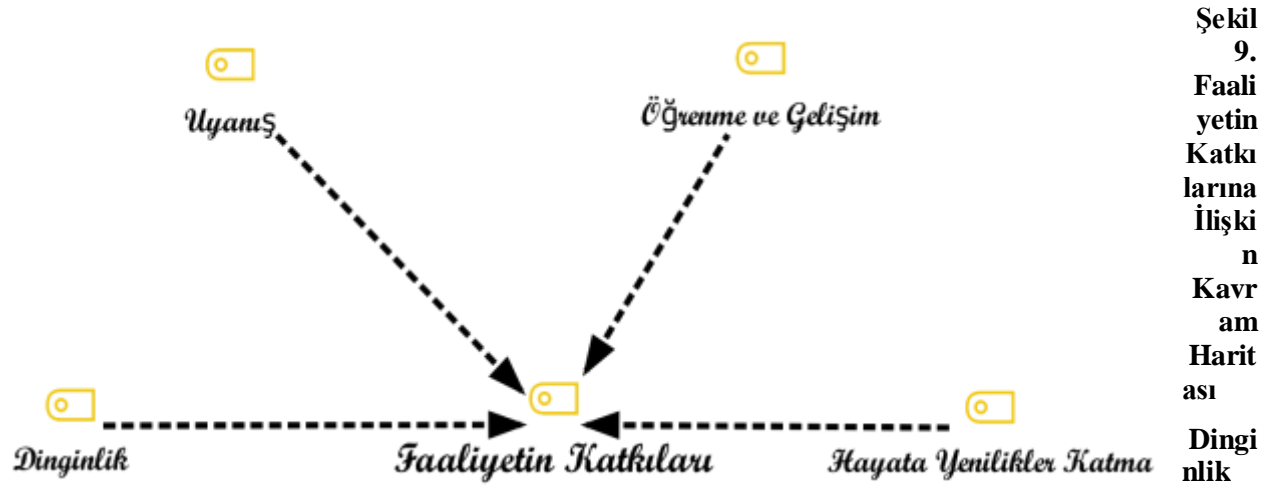 Uyanış
Öğrenme ve Gelişim
Dinginlik
Faaliyetin Katkıları
Hayata Yenilikler Katma
Şekil
9.
Faali
yetin
Katkı
larına
İlişki
n
Kavr
am
Harit
ası
Dingi
nlik